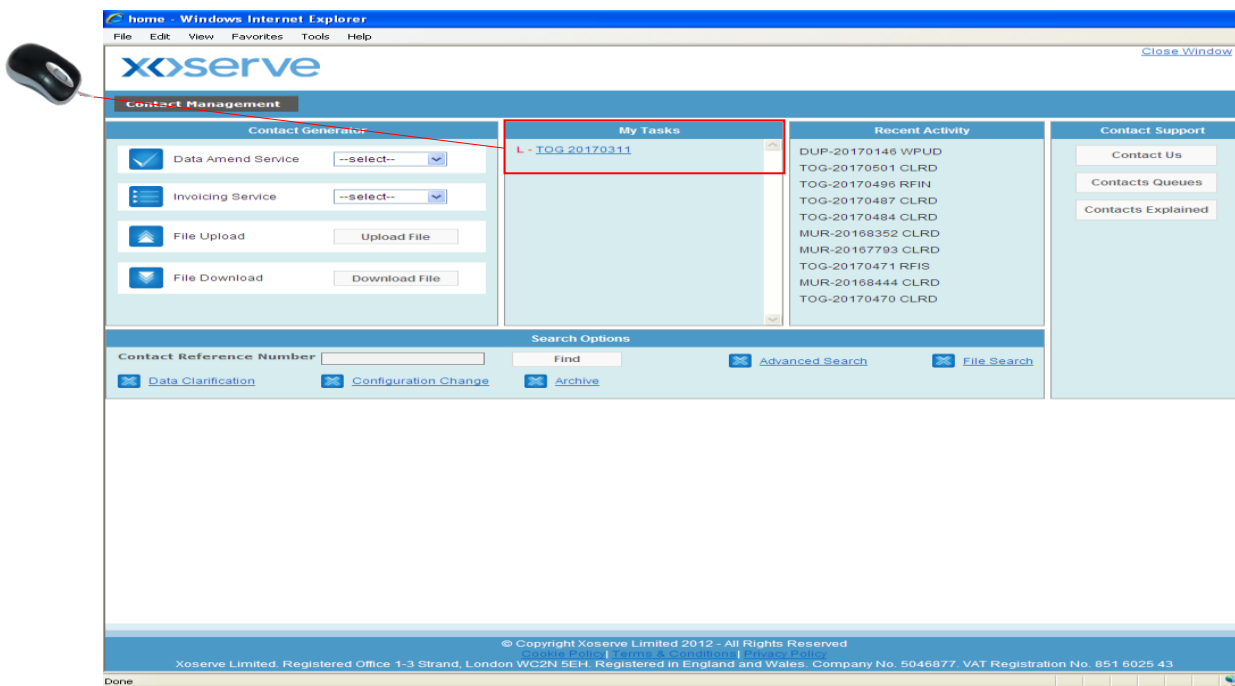 home - Windows Internet Explorer
File Edit View Favorites Tools Help
Close Window
xoserve
Contact Management
Contact Generator
Data Amend Service --select--
Invoicing Service --select--
File Upload Upload File
File Download Download File
My Tasks
L - TOG 20170311
Recent Activity
DUP-20170146 WPUD
TOG-20170501 CLRD
TOG-20170496 RFIN
TOG-20170487 CLRD
TOG-20170484 CLRD
MUR-20168352 CLRD
MUR-20167793 CLRD
TOG-20170471 RFIS
MUR-20168444 CLRD
TOG-20170470 CLRD
Contact Support
Contact Us
Contacts Queues
Contacts Explained
Search Options
Contact Reference Number Find Advanced Search File Search
Data Clarification Configuration Change Archive
© Copyright Xoserve Limited 2012 - All Rights Reserved
Cookie Policy| Terms & Conditions| Privacy Policy
Xoserve Limited. Registered Office 1-3 Strand, London WC2N 5EH. Registered in England and Wales. Company No. 5046877. VAT Registration No. 851 6025 43
Done